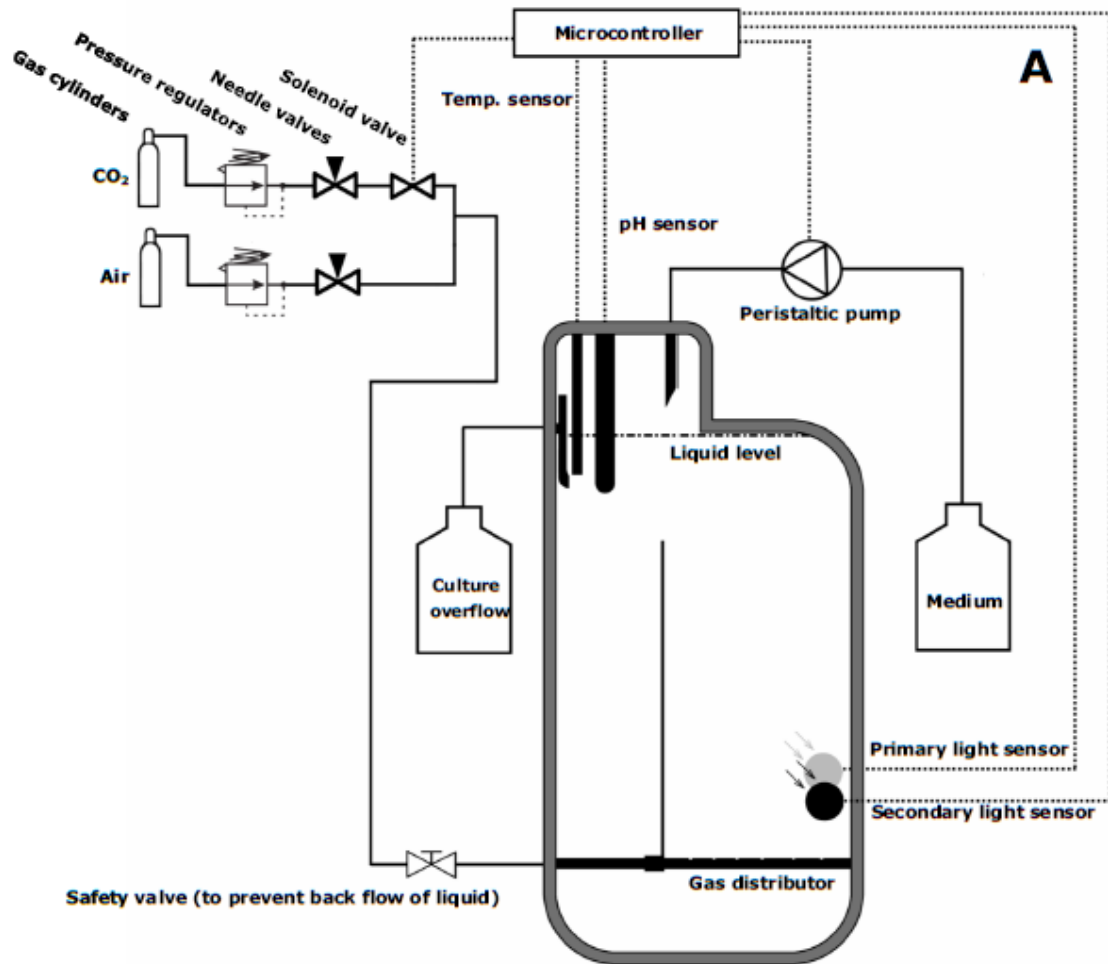 Microcontroller
A
Gas cylinders
Pressure regulators
Needle valves
Solenoid valve
Temp. sensor
CO₂
pH sensor
Air
Peristaltic pump
Liquid level
Culture
overflow
Medium
Primary light sensor
Secondary light sensor
Gas distributor
Safety valve (to prevent back flow of liquid)